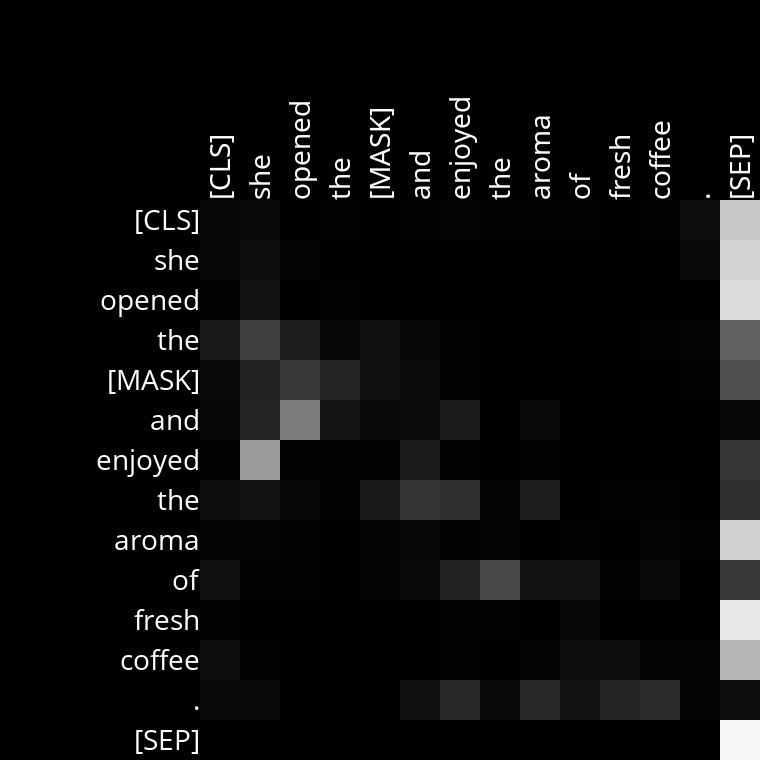 [CLS] she opened the [MASK] and enjoyed the aroma of fresh coffee . [SEP]
[CLS]
she
opened
the
[MASK]
and
enjoyed
the
aroma
of
fresh
coffee
.
[SEP]